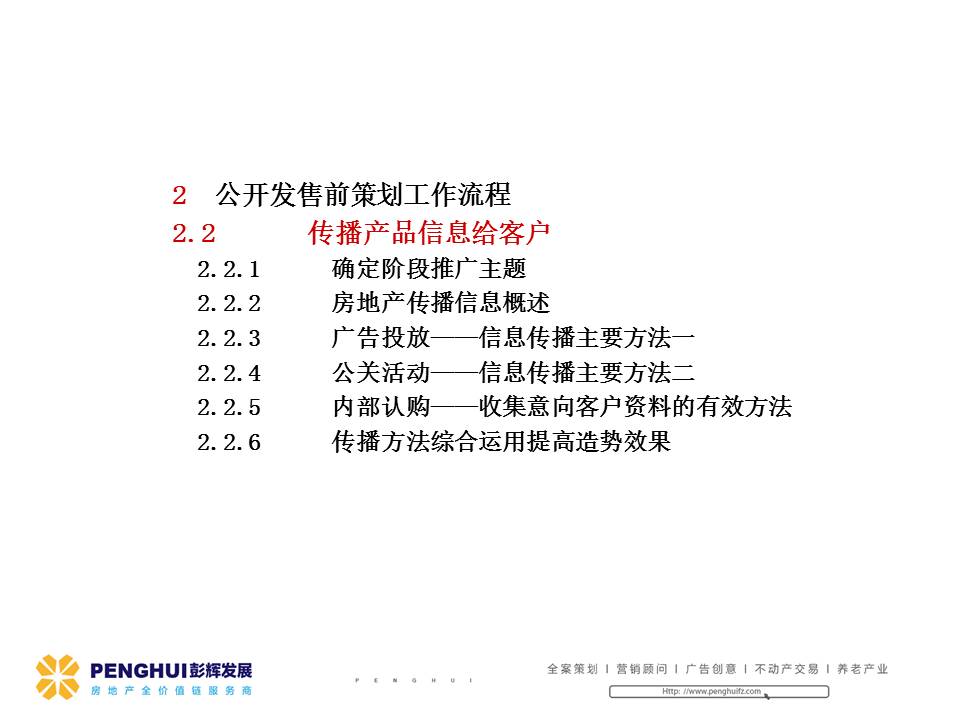 2 公开发售前策划工作流程
2.2 传播产品信息给客户
2.2.1 确定阶段推广主题
2.2.2 房地产传播信息概述
2.2.3 广告投放——信息传播主要方法一
2.2.4 公关活动——信息传播主要方法二
2.2.5 内部认购——收集意向客户资料的有效方法
2.2.6 传播方法综合运用提高造势效果
PENGHUI彭辉发展
房地产全价值链服务商
PENGHUI
全案策划 | 营销顾问 | 广告创意 | 不动产交易 | 养老产业
Http: //www.penghuifz.com